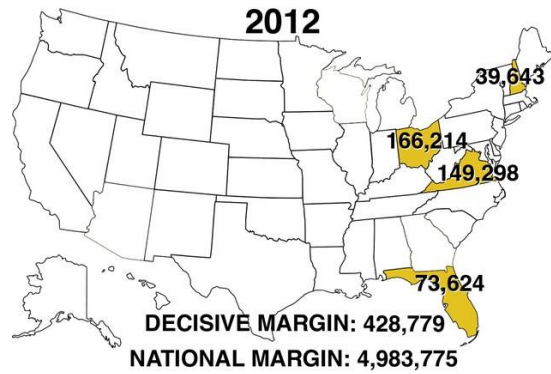 2012
39,643
166,214
149,298
73,624
DECISIVE MARGIN: 428,779
NATIONAL MARGIN: 4,983,775